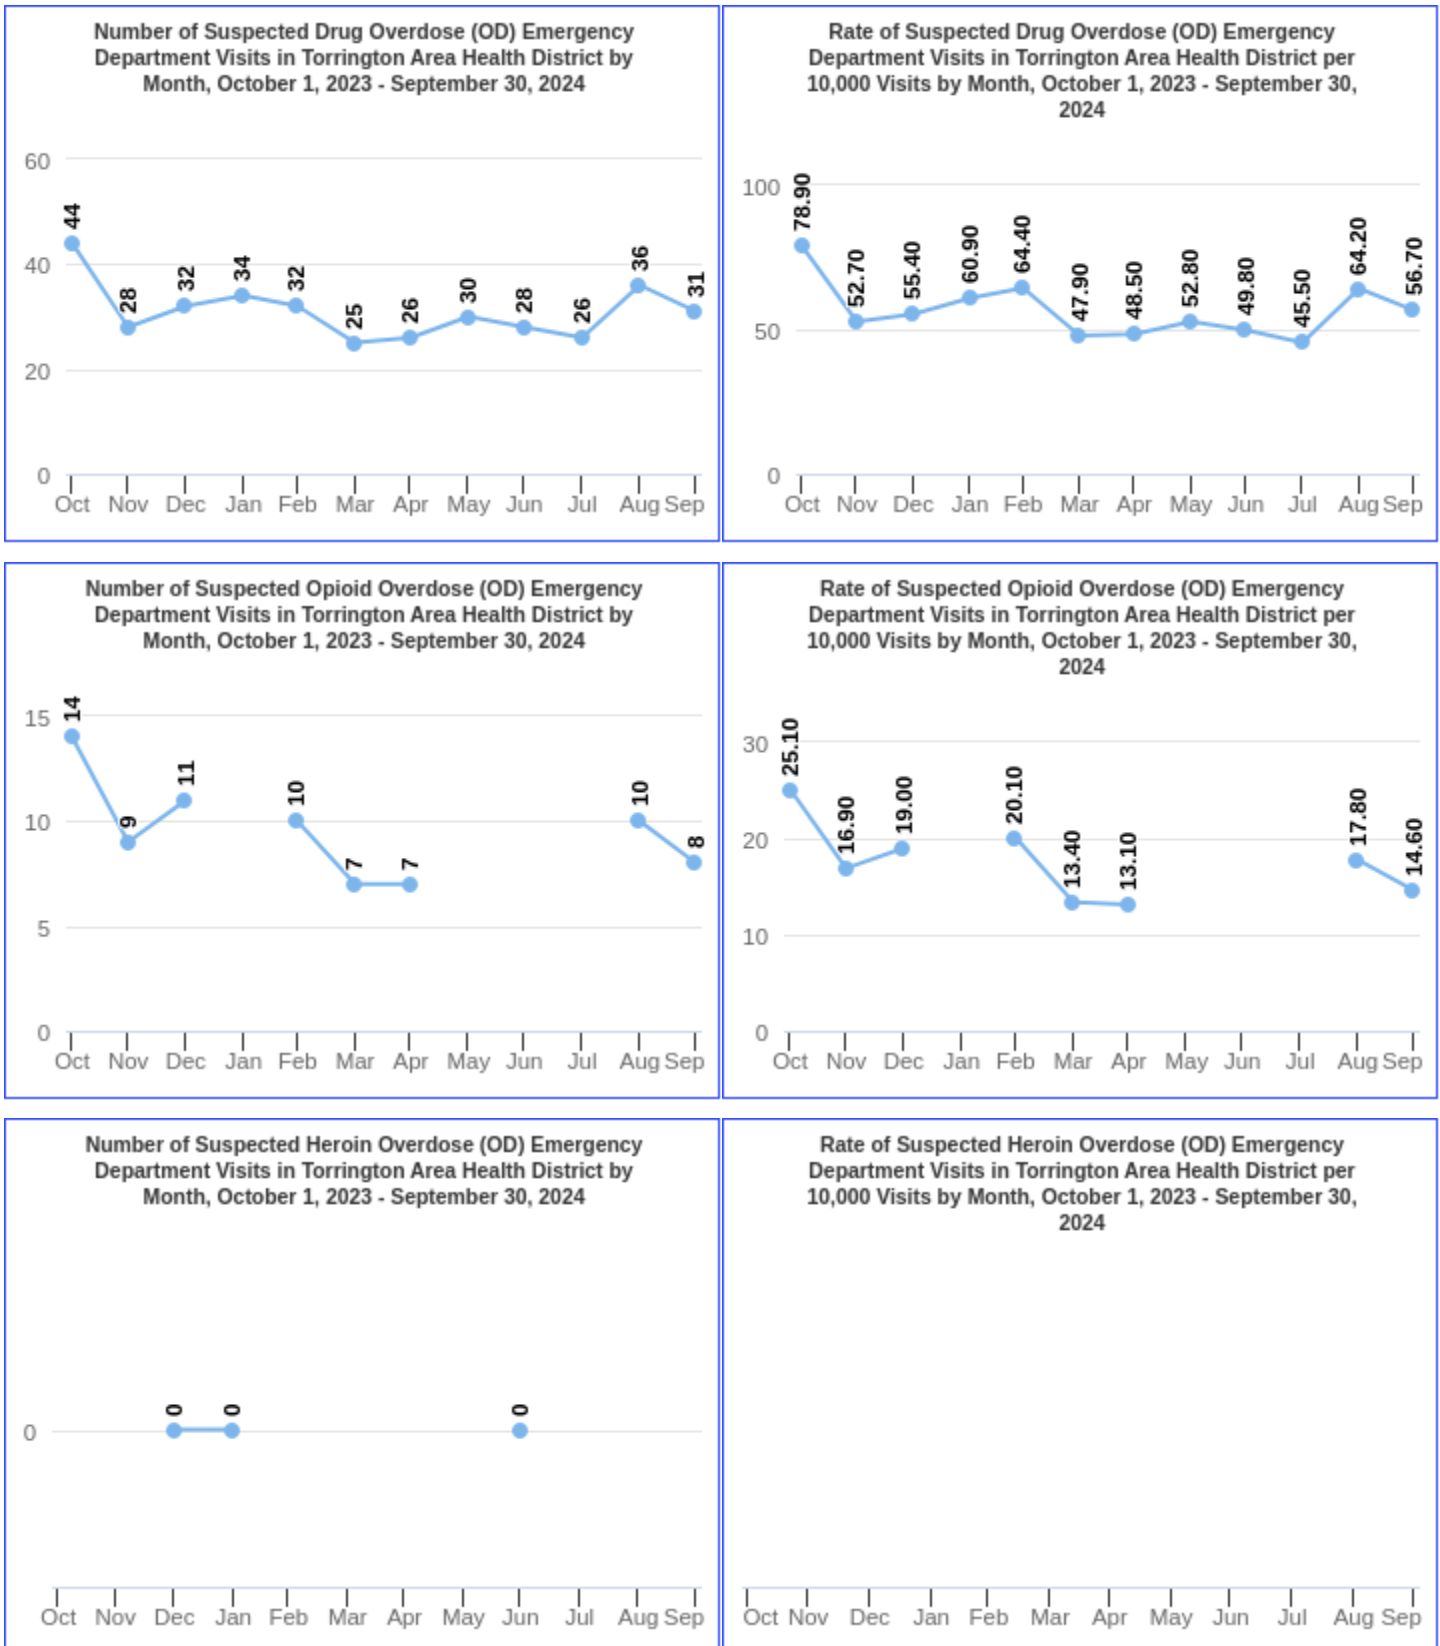 Number of Suspected Drug Overdose (OD) Emergency
Department Visits in Torrington Area Health District by
Month, October 1, 2023 - September 30, 2024
60
40
20
0
44
28
32
34
32
25
26
30
28
26
36
31
Oct Nov Dec Jan Feb Mar Apr May Jun Jul Aug Sep
Rate of Suspected Drug Overdose (OD) Emergency
Department Visits in Torrington Area Health District per
10,000 Visits by Month, October 1, 2023 - September 30,
2024
100
50
0
78.90
52.70
55.40
60.90
64.40
47.90
48.50
52.80
49.80
45.50
64.20
56.70
Oct Nov Dec Jan Feb Mar Apr May Jun Jul Aug Sep
Number of Suspected Opioid Overdose (OD) Emergency
Department Visits in Torrington Area Health District by
Month, October 1, 2023 - September 30, 2024
15
10
5
0
14
9
11
10
7
7
10
8
Oct Nov Dec Jan Feb Mar Apr May Jun Jul Aug Sep
Rate of Suspected Opioid Overdose (OD) Emergency
Department Visits in Torrington Area Health District per
10,000 Visits by Month, October 1, 2023 - September 30,
2024
30
20
10
0
25.10
16.90
19.00
20.10
13.40
13.10
17.80
14.60
Oct Nov Dec Jan Feb Mar Apr May Jun Jul Aug Sep
Number of Suspected Heroin Overdose (OD) Emergency
Department Visits in Torrington Area Health District by
Month, October 1, 2023 - September 30, 2024
0
0
0
0
Oct Nov Dec Jan Feb Mar Apr May Jun Jul Aug Sep
Rate of Suspected Heroin Overdose (OD) Emergency
Department Visits in Torrington Area Health District per
10,000 Visits by Month, October 1, 2023 - September 30,
2024
Oct Nov Dec Jan Feb Mar Apr May Jun Jul Aug Sep